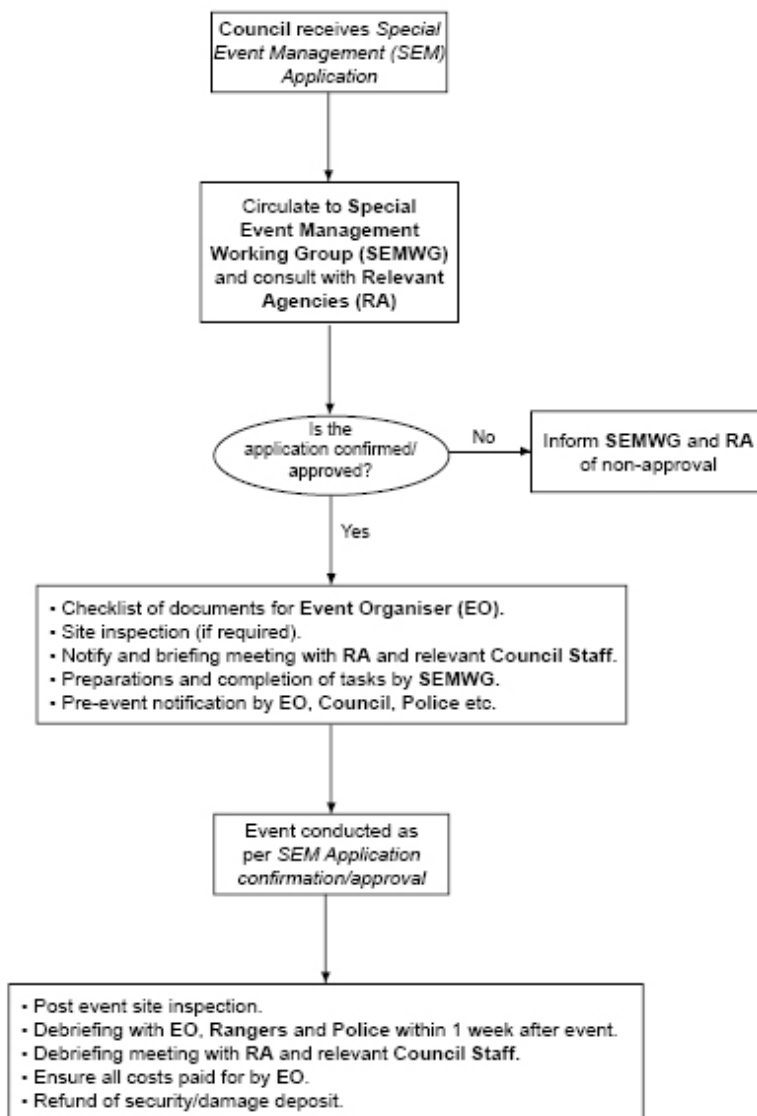 Council receives Special
Event Management (SEM)
Application
Circulate to Special
Event Management
Working Group (SEMWG)
and consult with Relevant
Agencies (RA)
Is the
application confirmed/
approved?
No
Inform SEMWG and RA
of non-approval
Yes
▪ Checklist of documents for Event Organiser (EO).
▪ Site inspection (if required).
▪ Notify and briefing meeting with RA and relevant Council Staff.
▪ Preparations and completion of tasks by SEMWG.
▪ Pre-event notification by EO, Council, Police etc.
Event conducted as
per SEM Application
confirmation/approval
▪ Post event site inspection.
▪ Debriefing with EO, Rangers and Police within 1 week after event.
▪ Debriefing meeting with RA and relevant Council Staff.
▪ Ensure all costs paid for by EO.
▪ Refund of security/damage deposit.